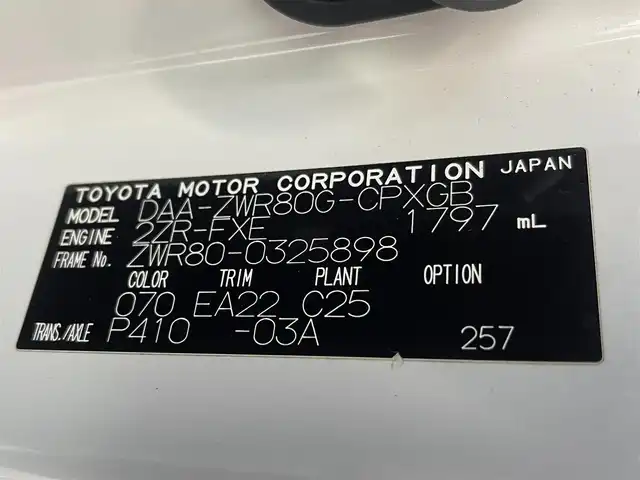 TOYOTA MOTOR CORPORATION JAPAN
MODEL DAA-ZWR80G-CPXGB
ENGINE 2ZR-FXE 1797 mL
FRAME No. ZWR80-0325898
COLOR TRIM PLANT OPTION
070 EA22 C25
TRANS./AXLE P410 -03A 257